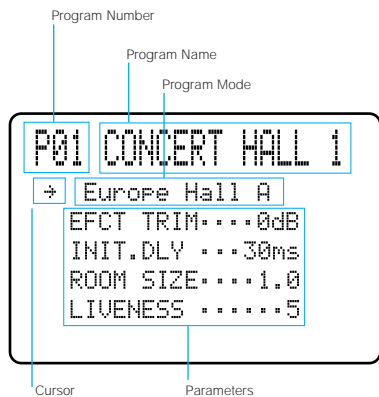 Program Number
Program Name
Program Mode
P01 CONCERT HALL 1
→ Europe Hall A
EFCT TRIM····0dB
INIT.DLY ···30ms
ROOM SIZE····1.0
LIVENESS ······5
Cursor
Parameters